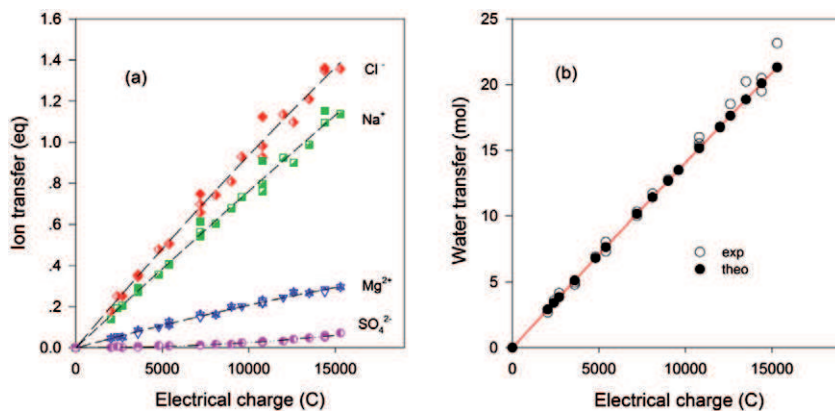 (a)
Ion transfer (eq)
1.6
1.4
1.2
1.0
.8
.6
.4
.2
0.0
Cl⁻
Na⁺
Mg²⁺
SO₄²⁻
0
5000
10000
15000
Electrical charge (C)
(b)
Water transfer (mol)
25
20
15
10
5
0
exp
theo
0
5000
10000
15000
Electrical charge (C)